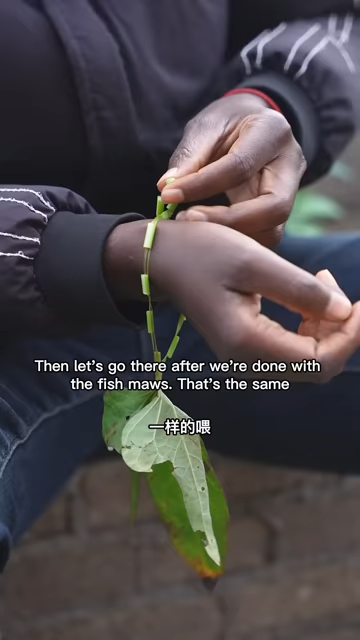 Then let's go there after we're done with
the fish maws. That's the same
一样的喂